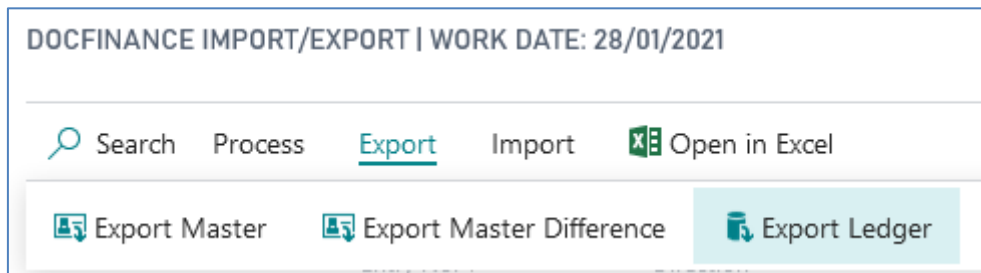 DOCFINANCE IMPORT/EXPORT | WORK DATE: 28/01/2021
Search Process Export Import Open in Excel
Export Master Export Master Difference Export Ledger